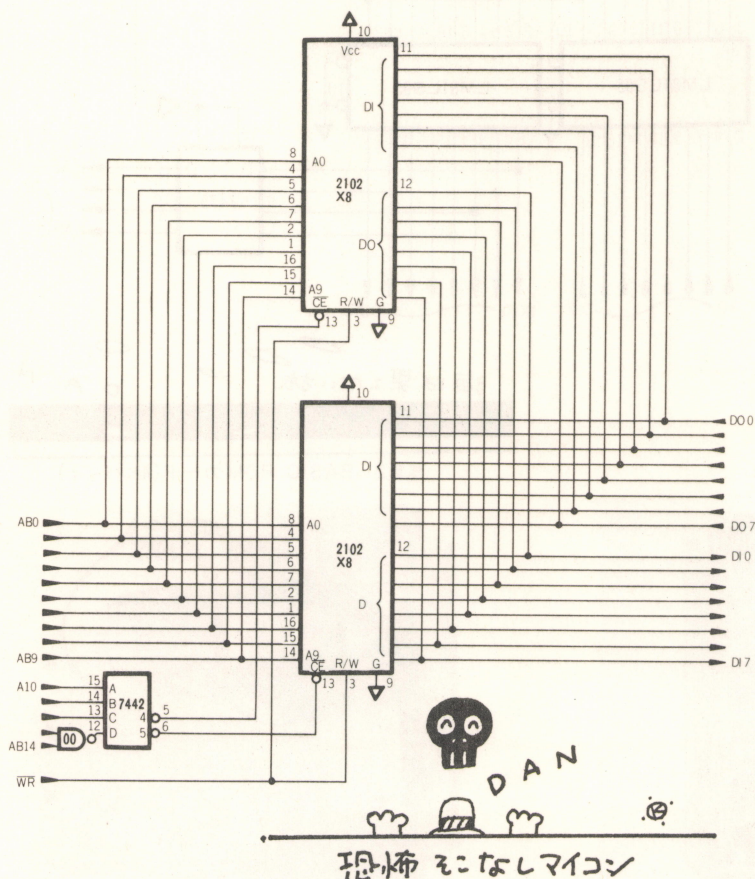 10
Vcc
11
DI
8
A0
4
5
6
7
2
1
16
15
14
A9
2102
X8
12
DO
CE R/W G
13
3
9
10
11
DI
AB0
8
A0
4
5
6
7
2
1
16
15
AB9
14
A9
2102
X8
12
D
CE R/W G
13
3
9
DO0
DO7
DI0
DI7
A10
15
A
14
B
7442
13
C
4
5
12
D
5
6
AB14
00
WR
DAN
K
恐怖 そこなしマイコン